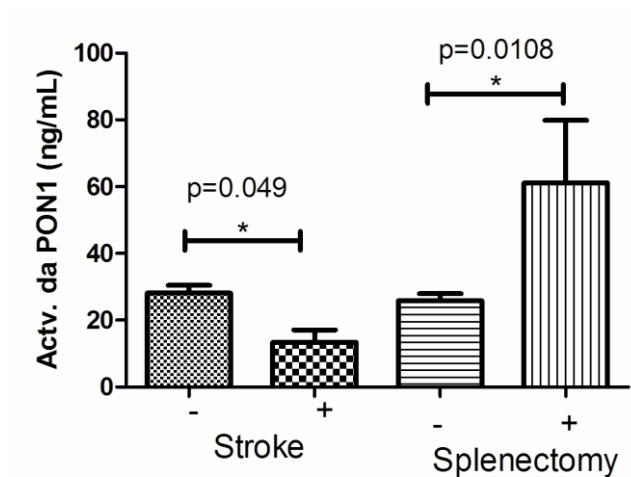 Actv. da PON1 (ng/mL)
100
80
60
40
20
0
p=0.049
*
p=0.0108
*
- + - +
Stroke Splenectomy